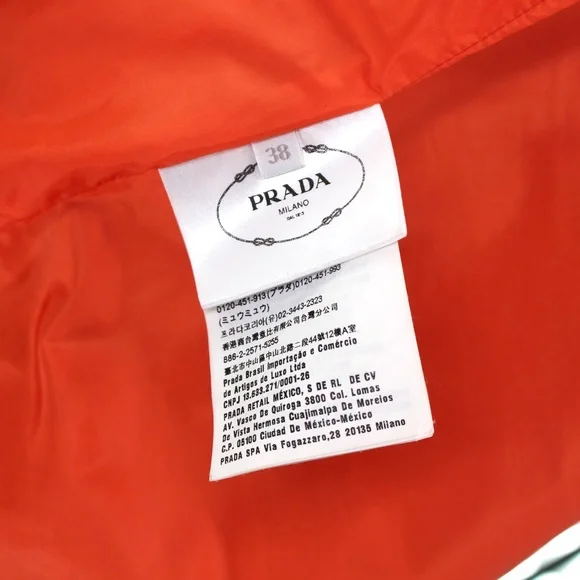 38
PRADA
MILANO
DAL 1913
0120-451-913(プラダ)0120-451-993
(ミュウミュウ)
프라다코리아(유)02-3443-2323
香港商台灣壹比有限公司台灣分公司
886-2-2571-5255
臺北市中山區中山北路二段44號12樓A室
Prada Brasil Importação e Comércio
de Artigos de Luxo Ltda
CNPJ 13.633.271/0001-26
PRADA RETAIL MÉXICO, S DE RL DE CV
AV. Vasco De Quiroga 3800 Col. Lomas
De Vista Hermosa Cuajimalpa De Morelos
C.P. 05100 Ciudad De México-México
PRADA SPA Via Fogazzaro,28 20135 Milano